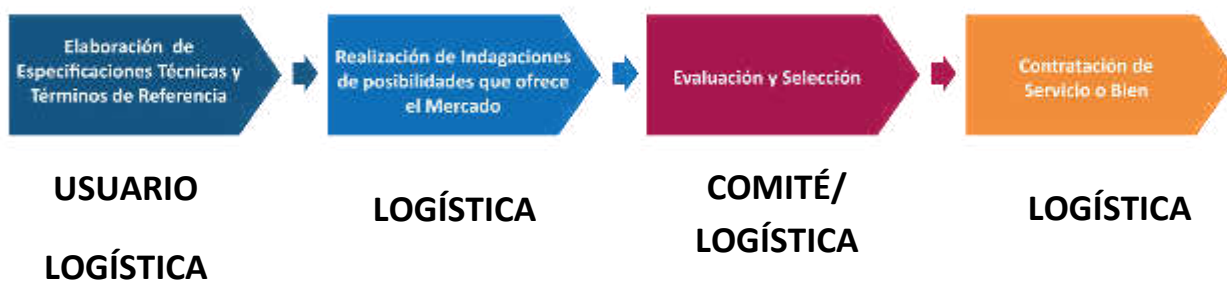 Elaboración de
Especificaciones Técnicas y
Términos de Referencia
Realización de Indagaciones
de posibilidades que ofrece
el Mercado
Evaluación y Selección
Contratación de
Servicio o Bien
USUARIO
LOGÍSTICA
LOGÍSTICA
COMITÉ/
LOGÍSTICA
LOGÍSTICA